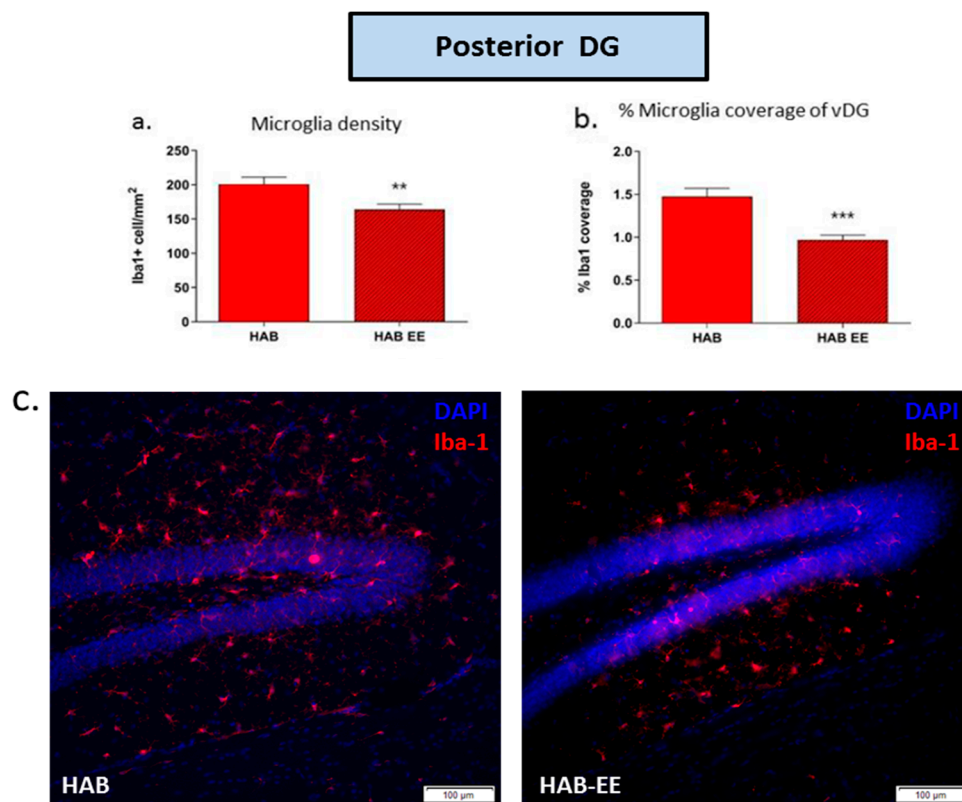 Posterior DG
a.
Microglia density
250
200
150
100
50
0
Iba1+ cell/mm²
**
HAB
HAB EE
b.
% Microglia coverage of vDG
2.0
1.5
1.0
0.5
0.0
% Iba1 coverage
***
HAB
HAB EE
C.
DAPI
Iba-1
HAB
100 µm
DAPI
Iba-1
HAB-EE
100 µm